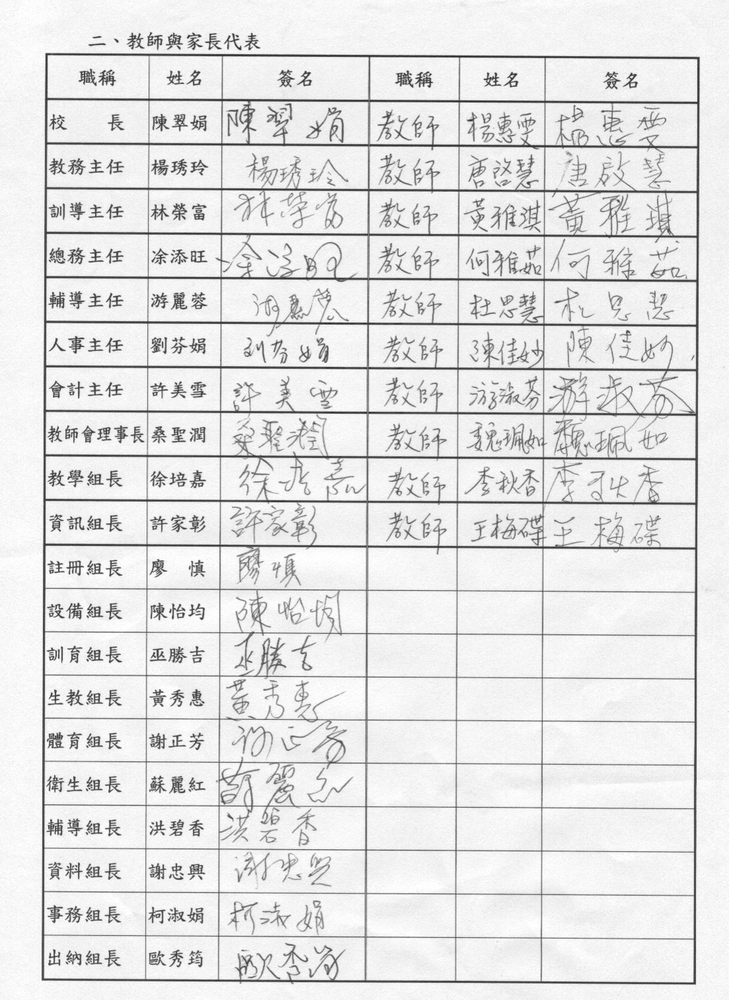 二、教師與家長代表
職稱 姓名 簽名 職稱 姓名 簽名
校 長 陳翠娟 陳翠娟 教師 楊惠雯 楊惠雯
教務主任 楊琇玲 楊琇玲 教師 唐啓慧 唐啟慧
訓導主任 林榮富 林榮富 教師 黃雅淇 黃雅琪
總務主任 凃添旺 凃添旺 教師 何雅茹 何雅茹
輔導主任 游麗蓉 游麗蓉 教師 杜思慧 杜思慧
人事主任 劉芬娟 刘芬娟 教師 陳佳妙 陳佳妙
會計主任 許美雪 許美雪 教師 游淑芬 游淑芬
教師會理事長 桑聖潤 桑聖潤 教師 魏珮如 魏珮如
教學組長 徐培嘉 徐培嘉 教師 李秋香 李秋香
資訊組長 許家彰 許家彰 教師 王梅碟 王梅碟
註冊組長 廖 慎 廖慎
設備組長 陳怡均 陳怡均
訓育組長 巫勝吉 巫勝吉
生教組長 黃秀惠 黃秀惠
體育組長 謝正芳 謝正芳
衛生組長 蘇麗紅 蘇麗紅
輔導組長 洪碧香 洪碧香
資料組長 謝忠興 謝忠興
事務組長 柯淑娟 柯淑娟
出納組長 歐秀筠 歐秀筠